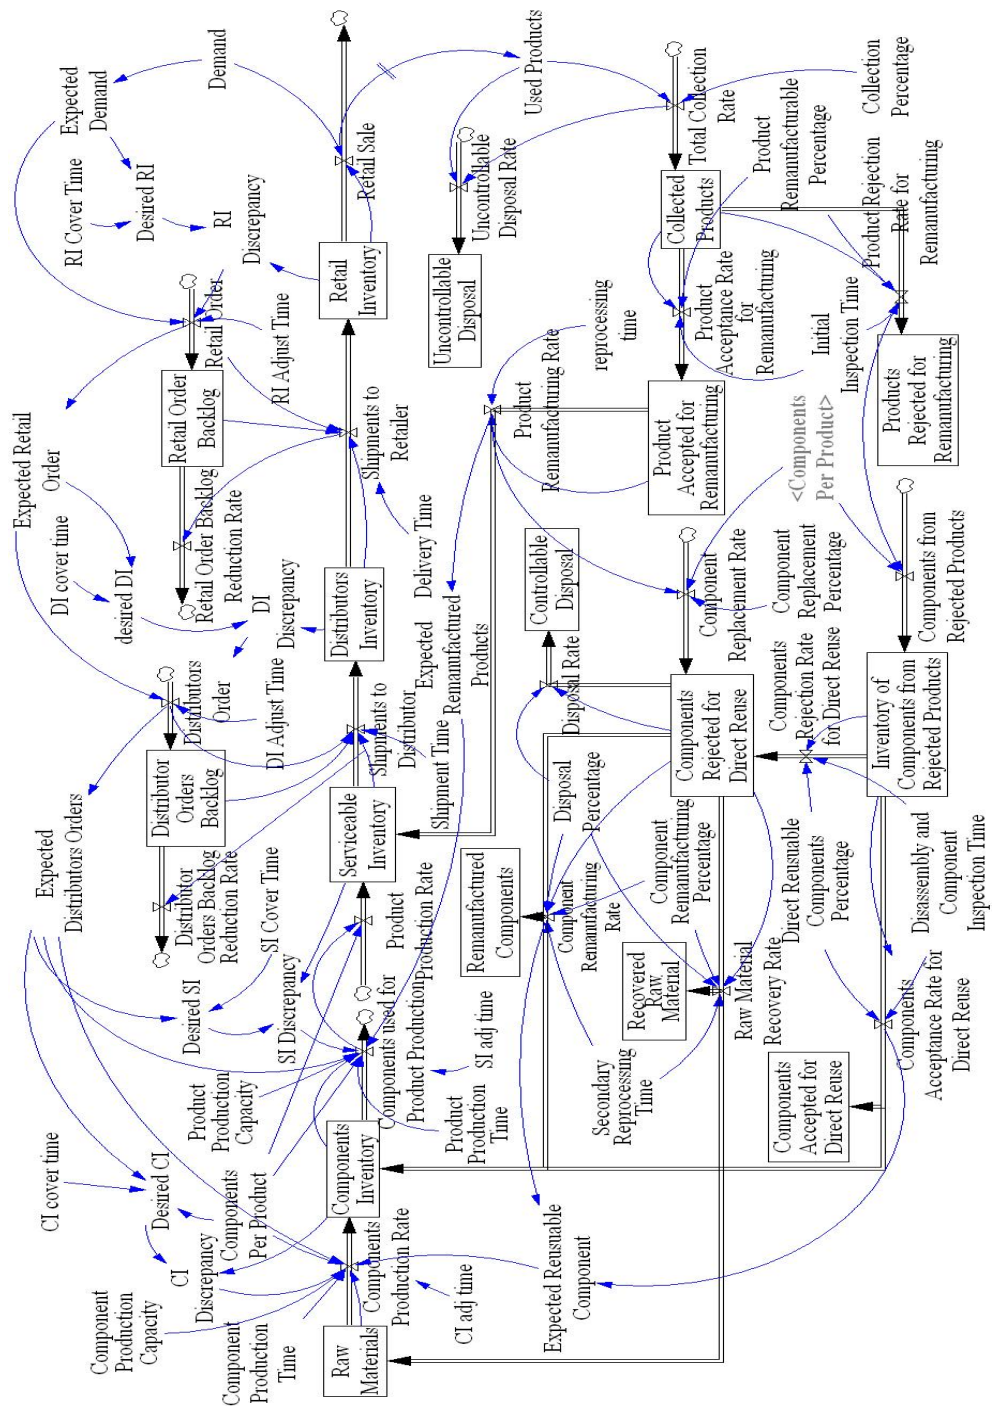 CI cover time
Component
Production
Capacity
CI
Discrepancy
Desired CI
Components
Per Product
Component
Production
Time
Raw
Materials
Components
Production Rate
CI adj time
Components
Inventory
Expected Reusuable
Component
Expected
Distributors Orders
Desired SI
SI Cover Time
SI Discrepancy
Product
Production
Capacity
Components used for
Product Production
Product
Production
Time
SI adj time
Product
Production Rate
Serviceable
Inventory
Distributor
Orders Backlog
Reduction Rate
Distributor
Orders
Backlog
Distributors
Order
DI Adjust Time
Shipments to
Distributor
Shipment Time
Expected Retail
Order
DI cover time
desired DI
DI
Discrepancy
Distributors
Inventory
Expected
Remanufactured
Products
Delivery Time
Retail Order Backlog
Reduction Rate
Retail Order
Backlog
Retail Order
RI Adjust Time
Shipments to
Retailer
Expected
Demand
RI Cover Time
Desired RI
RI
Discrepancy
Retail
Inventory
Demand
Retail Sale
Used Products
Uncontrollable
Disposal Rate
Uncontrollable
Disposal
Total Collection
Rate
Collection
Percentage
Collected
Products
Product
Remanufacturable
Percentage
Product
Acceptance Rate
for
Remanufacturing
Initial
Inspection Time
Product Rejection
Rate for
Remanufacturing
Products
Rejected for
Remanufacturing
Product
Accepted for
Remanufacturing
Product
Remanufacturing Rate
reprocessing
time
<Components
Per Product>
Controllable
Disposal
Disposal Rate
Component
Replacement Rate
Component
Replacement
Percentage
Components from
Rejected Products
Components
Rejected for
Direct Reuse
Components
Rejection Rate
for Direct Reuse
Inventory of
Components from
Rejected Products
Disposal
Percentage
Remanufactured
Components
Component
Remanufacturing
Rate
Component
Remanufacturing
Percentage
Recovered
Raw
Material
Raw Material
Recovery Rate
Secondary
Reprocessing
Time
Direct Reusuable
Components
Percentage
Disassembly and
Component
Inspection Time
Components
Acceptance Rate for
Direct Reuse
Components
Accepted for
Direct Reuse